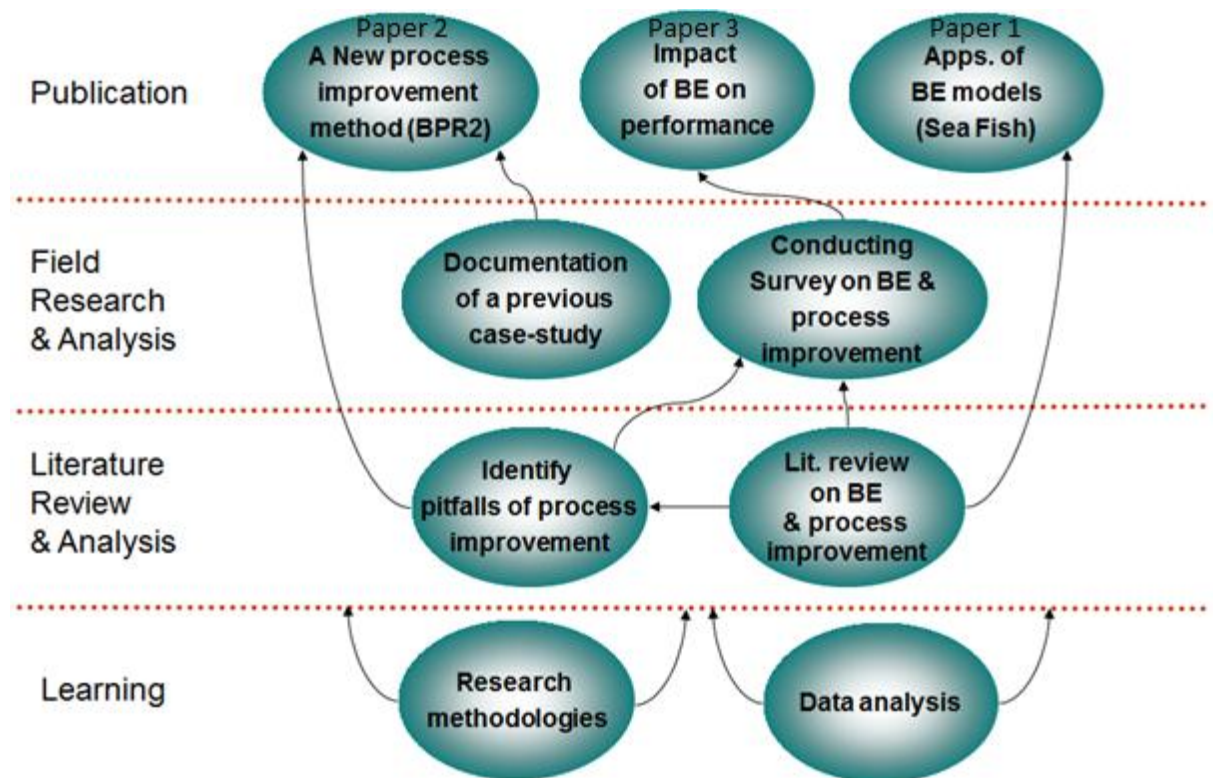 Publication
Paper 2
A New process
improvement
method (BPR2)
Paper 3
Impact
of BE on
performance
Paper 1
Apps. of
BE models
(Sea Fish)
Field
Research
& Analysis
Documentation
of a previous
case-study
Conducting
Survey on BE &
process
improvement
Literature
Review
& Analysis
Identify
pitfalls of process
improvement
Lit. review
on BE
& process
improvement
Learning
Research
methodologies
Data analysis